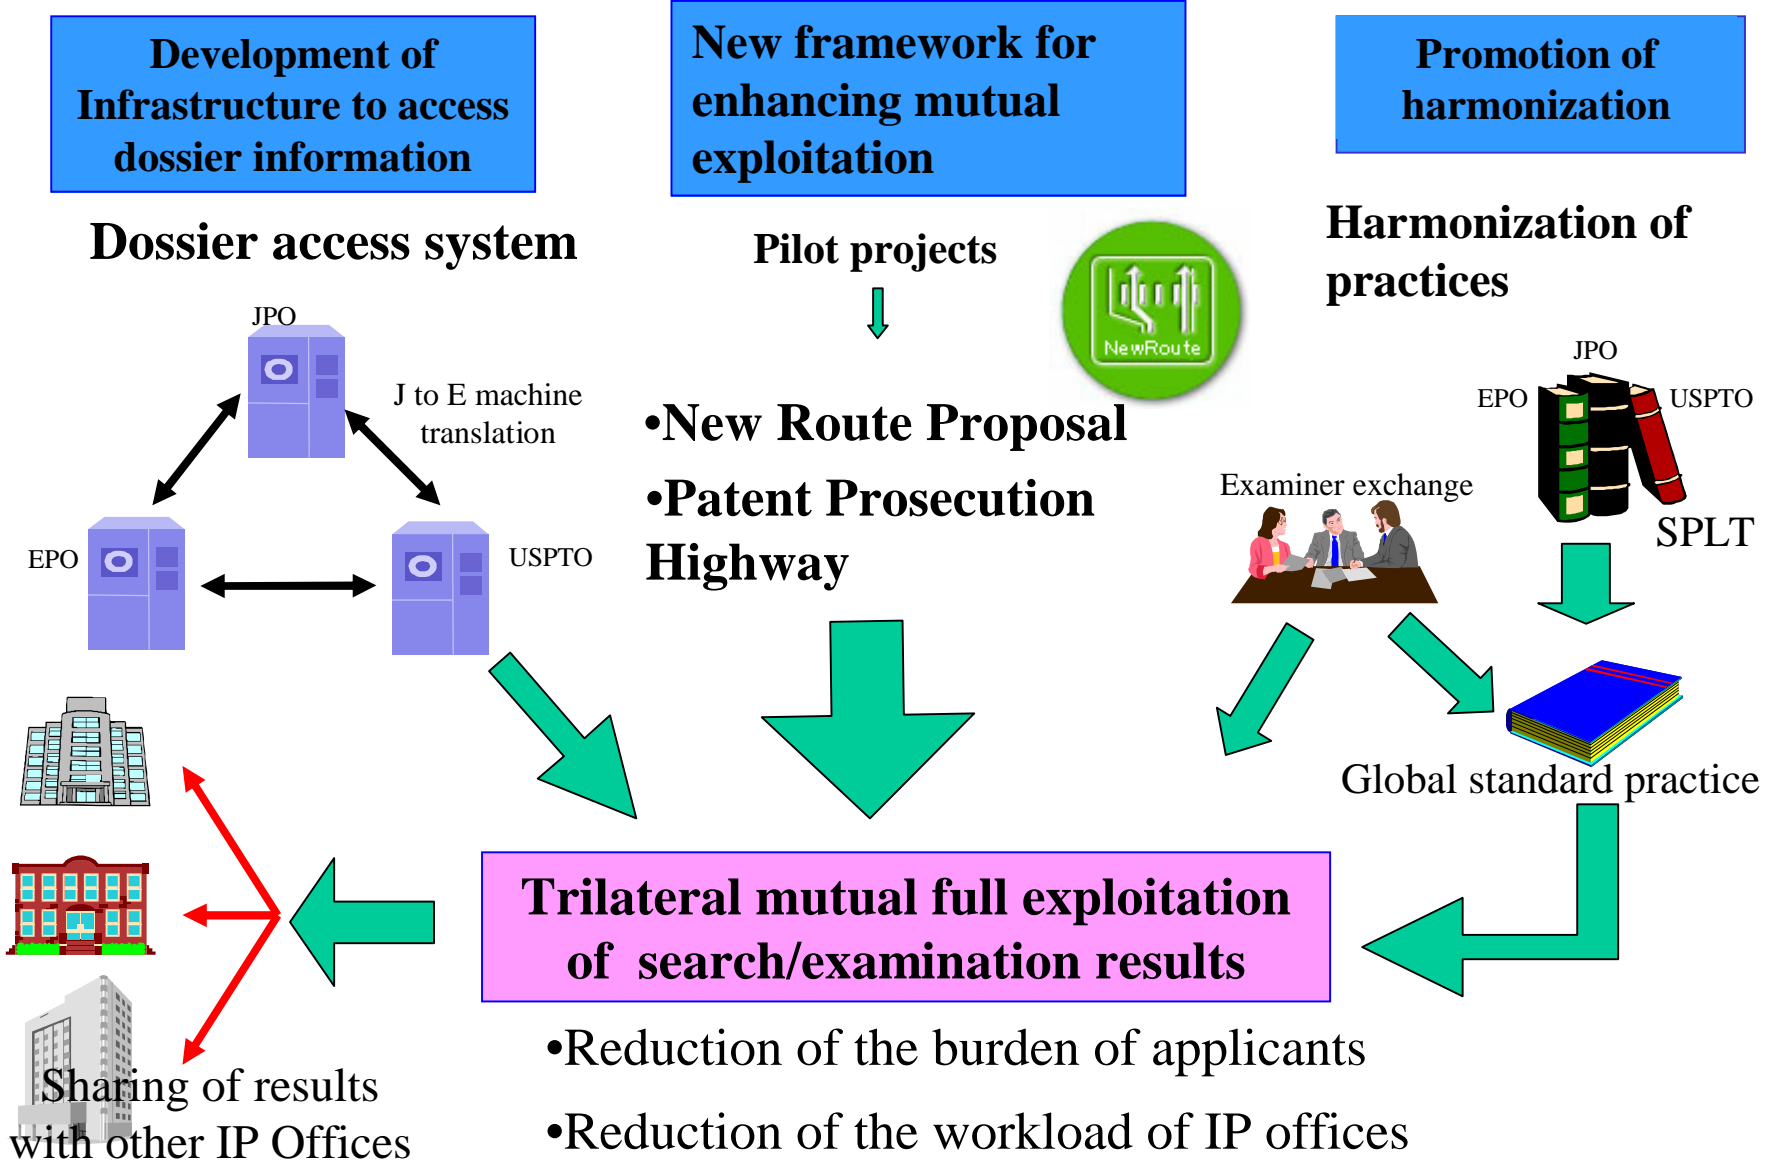 Development of
Infrastructure to access
dossier information
New framework for
enhancing mutual
exploitation
Promotion of
harmonization
Dossier access system
JPO
J to E machine
translation
EPO
USPTO
Pilot projects
NewRoute
•New Route Proposal
•Patent Prosecution
Highway
Harmonization of
practices
JPO
EPO
USPTO
Examiner exchange
SPLT
Global standard practice
Trilateral mutual full exploitation
of search/examination results
•Reduction of the burden of applicants
•Reduction of the workload of IP offices
Sharing of results
with other IP Offices